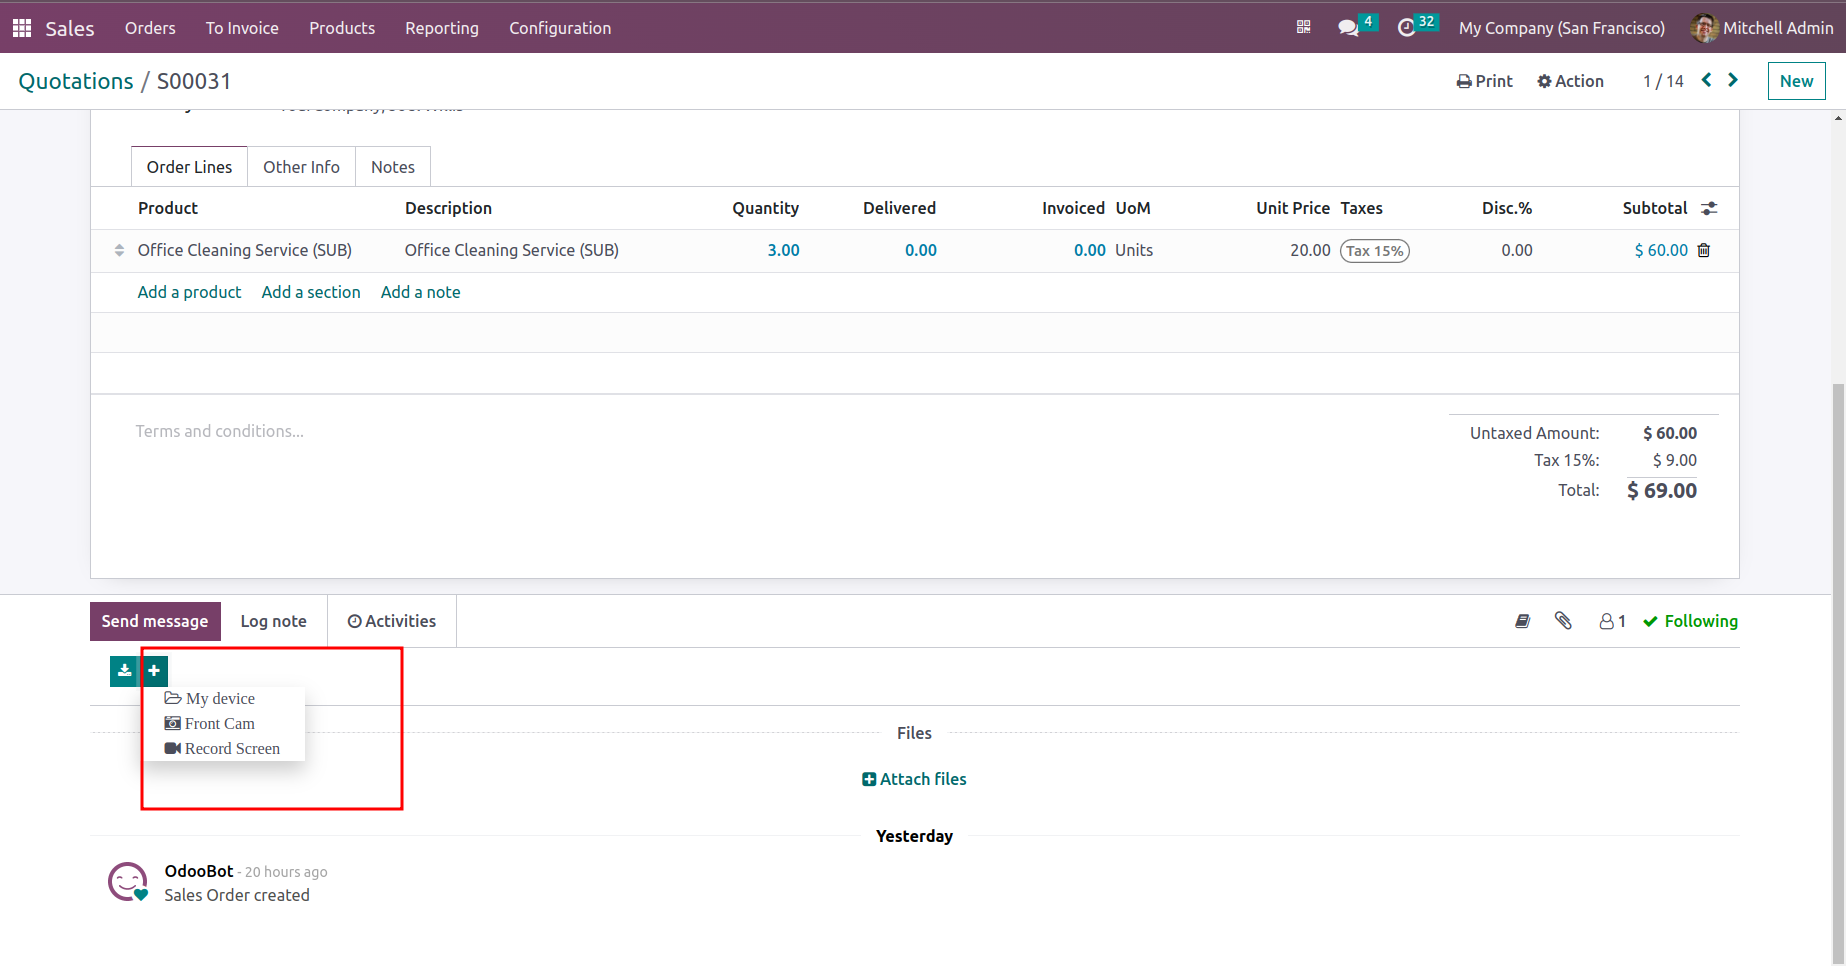 Sales Orders To Invoice Products Reporting Configuration 4 32 My Company (San Francisco) Mitchell Admin
Quotations / S00031 Print Action 1 / 14 New
Order Lines Other Info Notes
Product Description Quantity Delivered Invoiced UoM Unit Price Taxes Disc.% Subtotal
Office Cleaning Service (SUB) Office Cleaning Service (SUB) 3.00 0.00 0.00 Units 20.00 Tax 15% 0.00 $ 60.00
Add a product Add a section Add a note
Terms and conditions...
Untaxed Amount: $ 60.00
Tax 15%: $ 9.00
Total: $ 69.00
Send message Log note Activities 1 Following
My device
Front Cam
Record Screen
Files
Attach files
Yesterday
OdooBot - 20 hours ago
Sales Order created